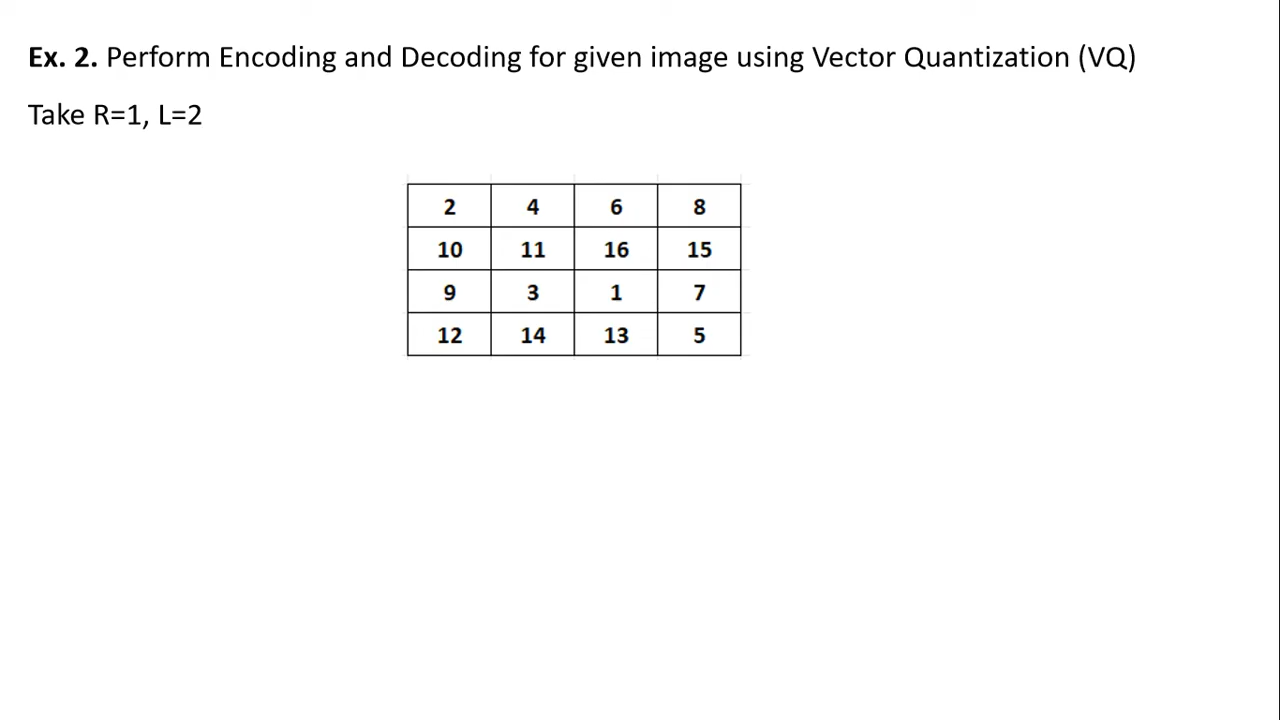 Ex. 2. Perform Encoding and Decoding for given image using Vector Quantization (VQ)
Take R=1, L=2
2 4 6 8
10 11 16 15
9 3 1 7
12 14 13 5